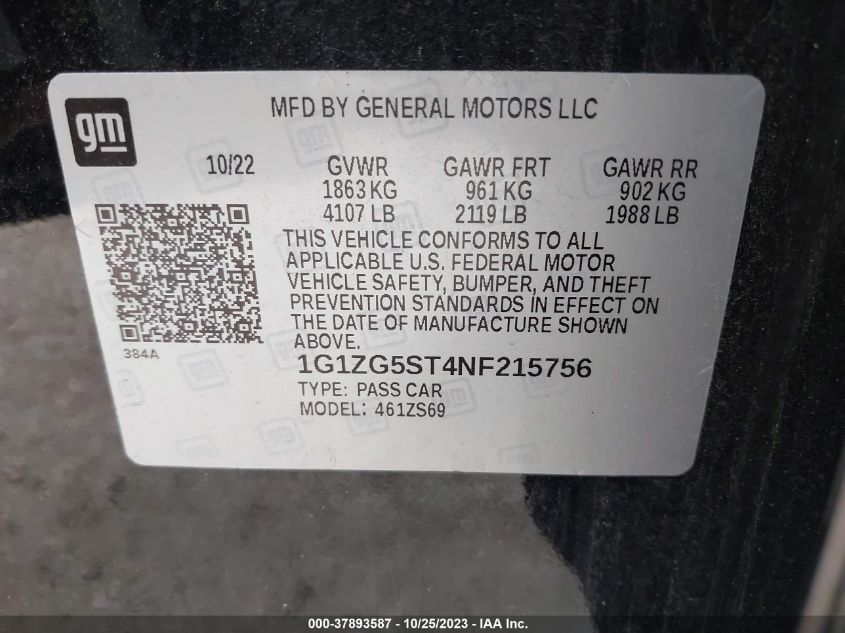 gm
MFD BY GENERAL MOTORS LLC
10/22 GVWR GAWR FRT GAWR RR
1863 KG 961 KG 902 KG
4107 LB 2119 LB 1988 LB
THIS VEHICLE CONFORMS TO ALL
APPLICABLE U.S. FEDERAL MOTOR
VEHICLE SAFETY, BUMPER, AND THEFT
PREVENTION STANDARDS IN EFFECT ON
THE DATE OF MANUFACTURE SHOWN
ABOVE.
384A
1G1ZG5ST4NF215756
TYPE: PASS CAR
MODEL: 461ZS69
000-37893587 - 10/25/2023 - IAA Inc.